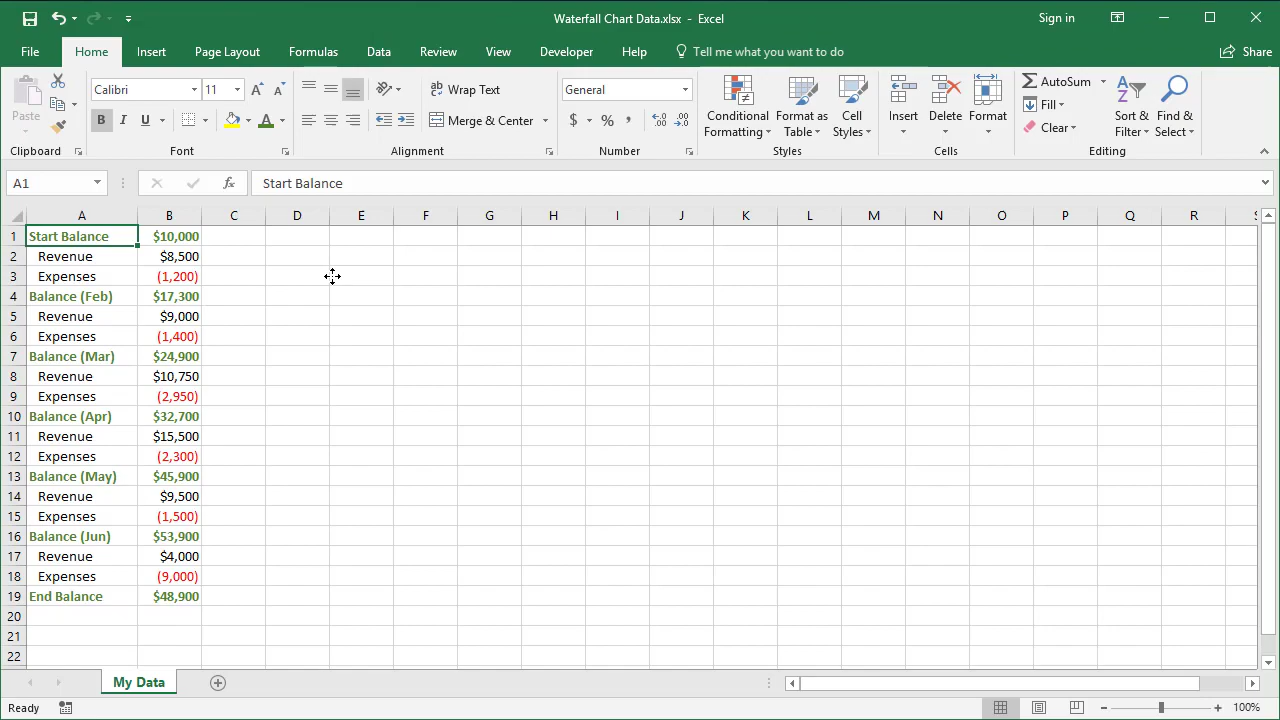 Waterfall Chart Data.xlsx - Excel
Sign in
File Home Insert Page Layout Formulas Data Review View Developer Help Tell me what you want to do Share
Paste
Clipboard
Calibri 11
B I U
Font
Wrap Text
Merge & Center
Alignment
General
$ % ,
Number
Conditional Formatting
Format as Table
Cell Styles
Styles
Insert Delete Format
Cells
AutoSum
Fill
Clear
Sort & Filter
Find & Select
Editing
A1 fx Start Balance
A B C D E F G H I J K L M N O P Q R S
1 Start Balance $10,000
2 Revenue $8,500
3 Expenses (1,200)
4 Balance (Feb) $17,300
5 Revenue $9,000
6 Expenses (1,400)
7 Balance (Mar) $24,900
8 Revenue $10,750
9 Expenses (2,950)
10 Balance (Apr) $32,700
11 Revenue $15,500
12 Expenses (2,300)
13 Balance (May) $45,900
14 Revenue $9,500
15 Expenses (1,500)
16 Balance (Jun) $53,900
17 Revenue $4,000
18 Expenses (9,000)
19 End Balance $48,900
20
21
22
My Data
Ready
100%